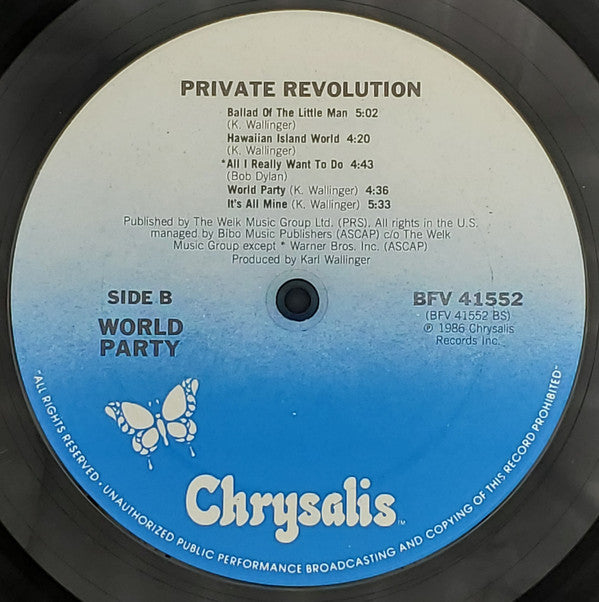 PRIVATE REVOLUTION
Ballad Of The Little Man 5:02
(K. Wallinger)
Hawaiian Island World 4:20
(K. Wallinger)
*All I Really Want To Do 4:43
(Bob Dylan)
World Party (K. Wallinger) 4:36
It's All Mine (K. Wallinger) 5:33
Published by The Welk Music Group Ltd. (PRS). All rights in the U.S.
managed by Bibo Music Publishers (ASCAP) c/o The Welk
Music Group except * Warner Bros. Inc. (ASCAP)
Produced by Karl Wallinger
SIDE B
WORLD
PARTY
BFV 41552
(BFV 41552 BS)
℗ 1986 Chrysalis
Records Inc.
Chrysalis™
"ALL RIGHTS RESERVED · UNAUTHORIZED PUBLIC PERFORMANCE BROADCASTING AND COPYING OF THIS RECORD PROHIBITED"